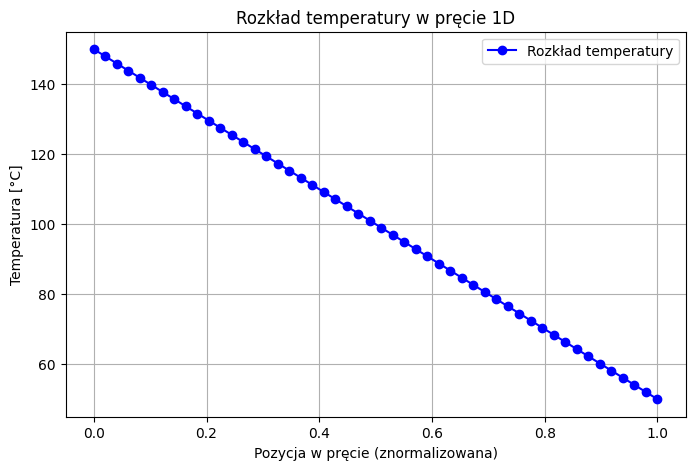 Rozkład temperatury w pręcie 1D
Rozkład temperatury
140
120
100
80
60
Temperatura [°C]
0.0 0.2 0.4 0.6 0.8 1.0
Pozycja w pręcie (znormalizowana)